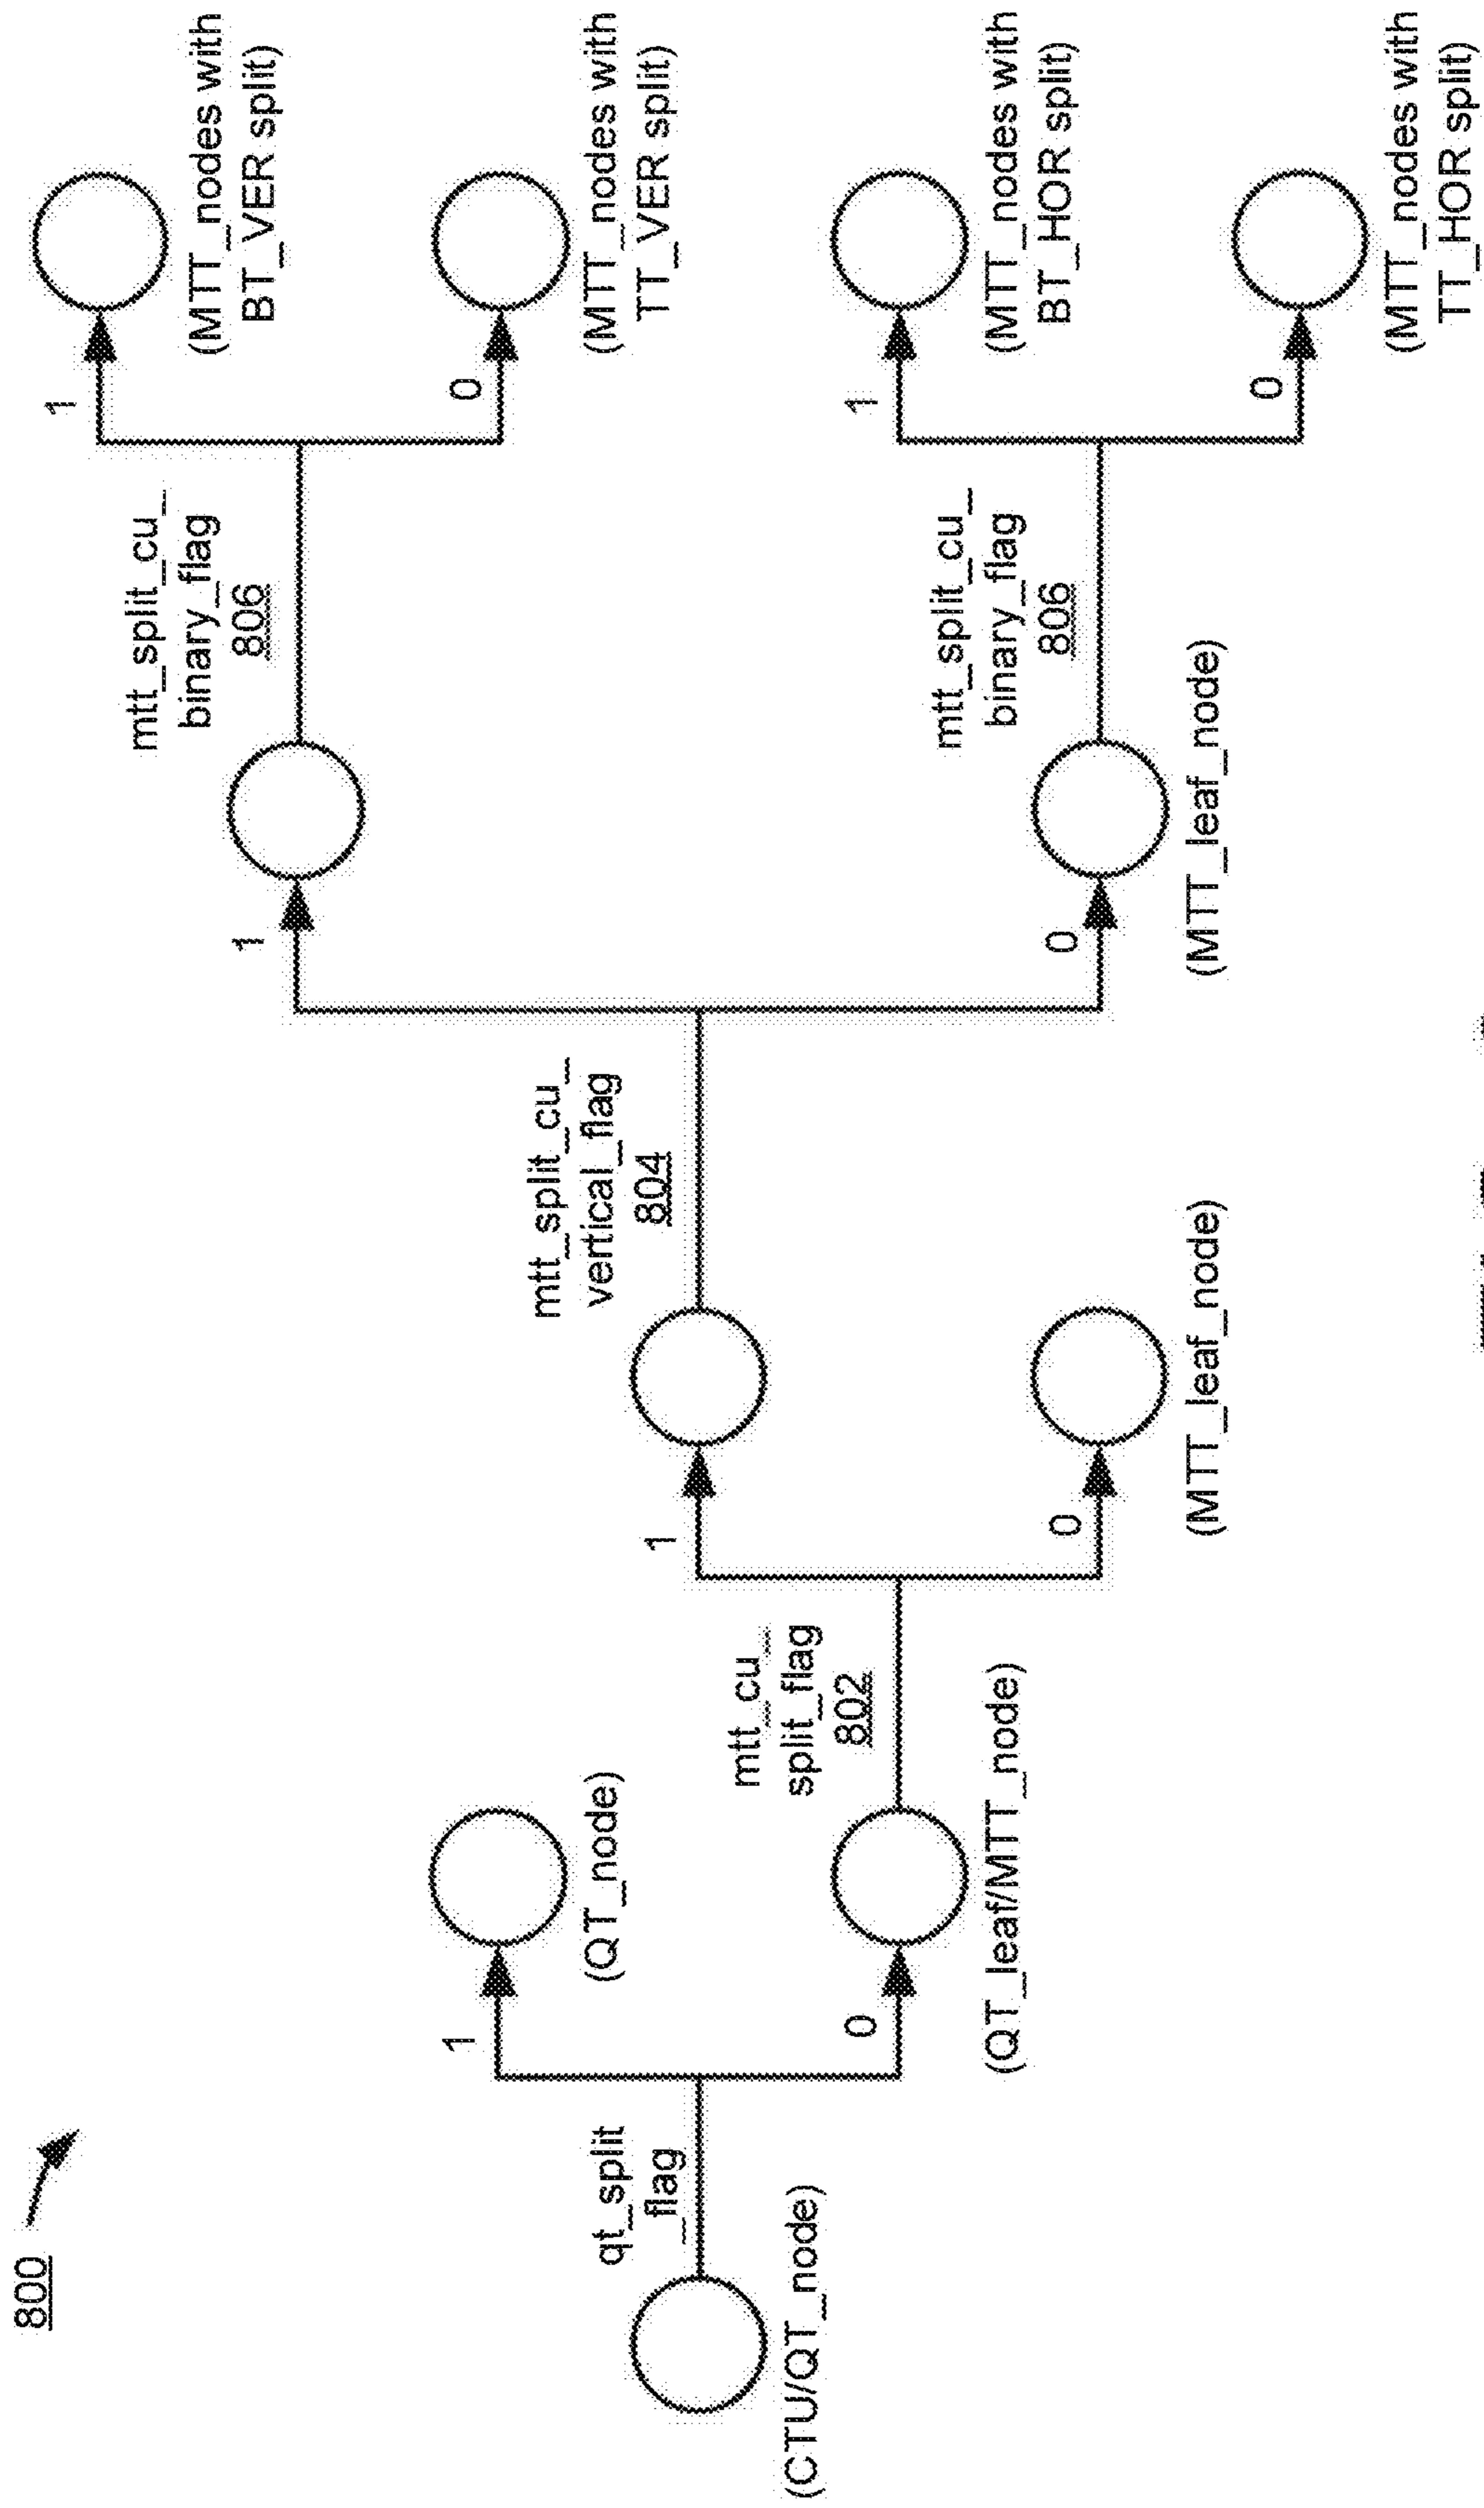 800
(CTU/QT_node)
qt_split
_flag
1
(QT_node)
0
(QT_leaf/MTT_node)
mtt_cu_
split_flag
802
1
0
(MTT_leaf_node)
mtt_split_cu_
vertical_flag
804
1
0
(MTT_leaf_node)
mtt_split_cu_
binary_flag
806
1
(MTT_nodes with
BT_VER split)
0
(MTT_nodes with
TT_VER split)
mtt_split_cu_
binary_flag
806
1
(MTT_nodes with
BT_HOR split)
0
(MTT_nodes with
TT_HOR split)